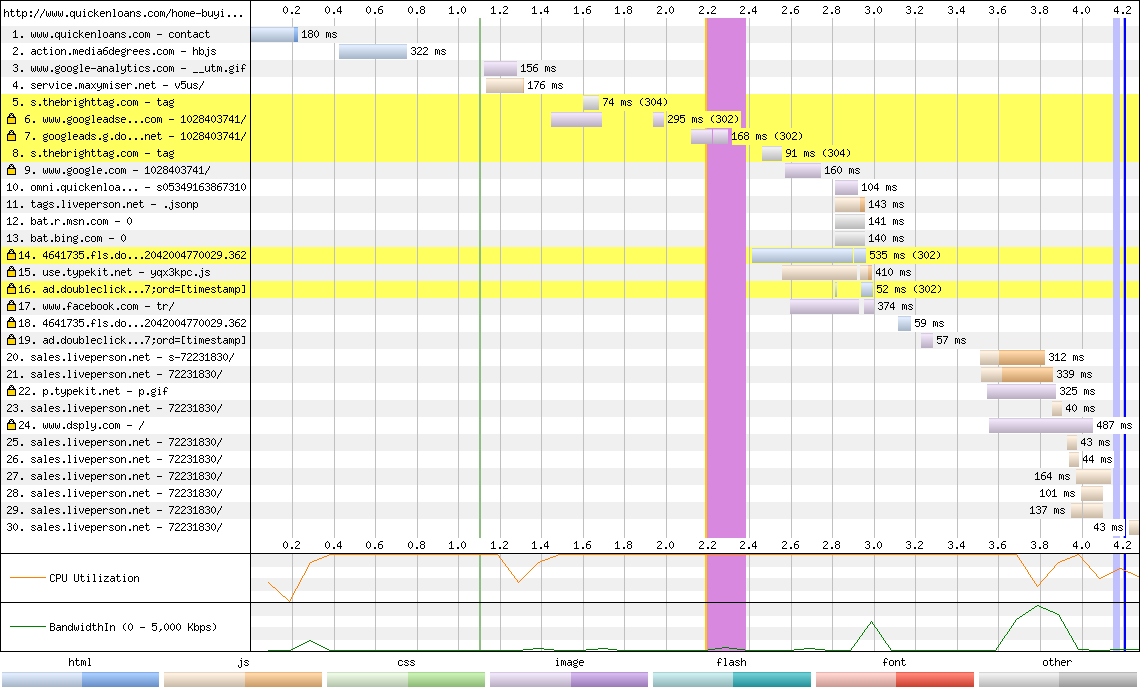 http://www.quickenloans.com/home-buyi... 0.2 0.4 0.6 0.8 1.0 1.2 1.4 1.6 1.8 2.0 2.2 2.4 2.6 2.8 3.0 3.2 3.4 3.6 3.8 4.0 4.2
1. www.quickenloans.com - contact 180 ms
2. action.media6degrees.com - hbjs 322 ms
3. www.google-analytics.com - __utm.gif 156 ms
4. service.maxymiser.net - v5us/ 176 ms
5. s.thebrighttag.com - tag 74 ms (304)
6. www.googleadse...com - 1028403741/ 295 ms (302)
7. googleads.g.do...net - 1028403741/ 168 ms (302)
8. s.thebrighttag.com - tag 91 ms (304)
9. www.google.com - 1028403741/ 160 ms
10. omni.quickenloa... - s05349163867310 104 ms
11. tags.liveperson.net - .jsonp 143 ms
12. bat.r.msn.com - 0 141 ms
13. bat.bing.com - 0 140 ms
14. 4641735.fls.do...2042004770029.362 535 ms (302)
15. use.typekit.net - yqx3kpc.js 410 ms
16. ad.doubleclick...7;ord=[timestamp] 52 ms (302)
17. www.facebook.com - tr/ 374 ms
18. 4641735.fls.do...2042004770029.362 59 ms
19. ad.doubleclick...7;ord=[timestamp] 57 ms
20. sales.liveperson.net - s-72231830/ 312 ms
21. sales.liveperson.net - 72231830/ 339 ms
22. p.typekit.net - p.gif 325 ms
23. sales.liveperson.net - 72231830/ 40 ms
24. www.dsply.com - / 487 ms
25. sales.liveperson.net - 72231830/ 43 ms
26. sales.liveperson.net - 72231830/ 44 ms
27. sales.liveperson.net - 72231830/ 164 ms
28. sales.liveperson.net - 72231830/ 101 ms
29. sales.liveperson.net - 72231830/ 137 ms
30. sales.liveperson.net - 72231830/ 43 ms
0.2 0.4 0.6 0.8 1.0 1.2 1.4 1.6 1.8 2.0 2.2 2.4 2.6 2.8 3.0 3.2 3.4 3.6 3.8 4.0 4.2
CPU Utilization
BandwidthIn (0 - 5,000 Kbps)
html js css image flash font other